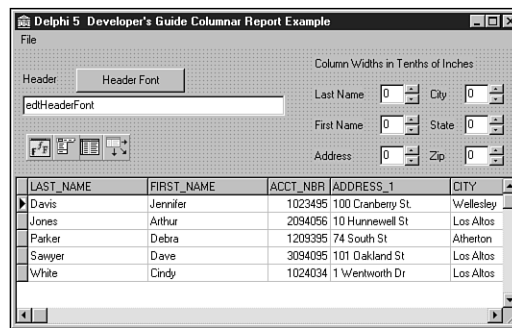 Delphi 5 Developer's Guide Columnar Report Example
File
Column Widths in Tenths of Inches
Header Header Font
Last Name 0 City 0
edtHeaderFont
First Name 0 State 0
Address 0 Zip 0
LAST_NAME FIRST_NAME ACCT_NBR ADDRESS_1 CITY
Davis Jennifer 1023495 100 Cranberry St. Wellesley
Jones Arthur 2094056 10 Hunnewell St Los Altos
Parker Debra 1209395 74 South St Atherton
Sawyer Dave 3094095 101 Oakland St Los Altos
White Cindy 1024034 1 Wentworth Dr Los Altos